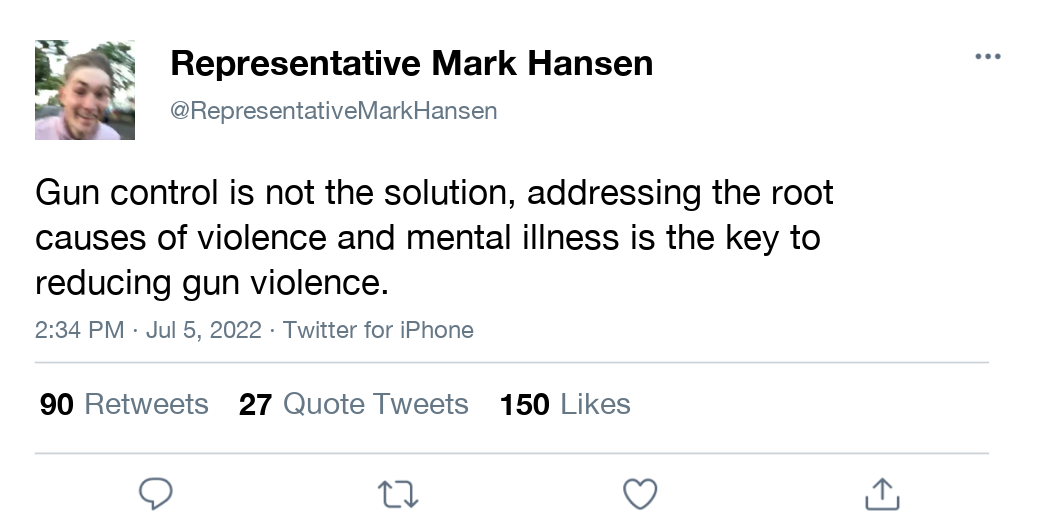 Representative Mark Hansen
@RepresentativeMarkHansen
Gun control is not the solution, addressing the root
causes of violence and mental illness is the key to
reducing gun violence.
2:34 PM · Jul 5, 2022 · Twitter for iPhone
90 Retweets 27 Quote Tweets 150 Likes